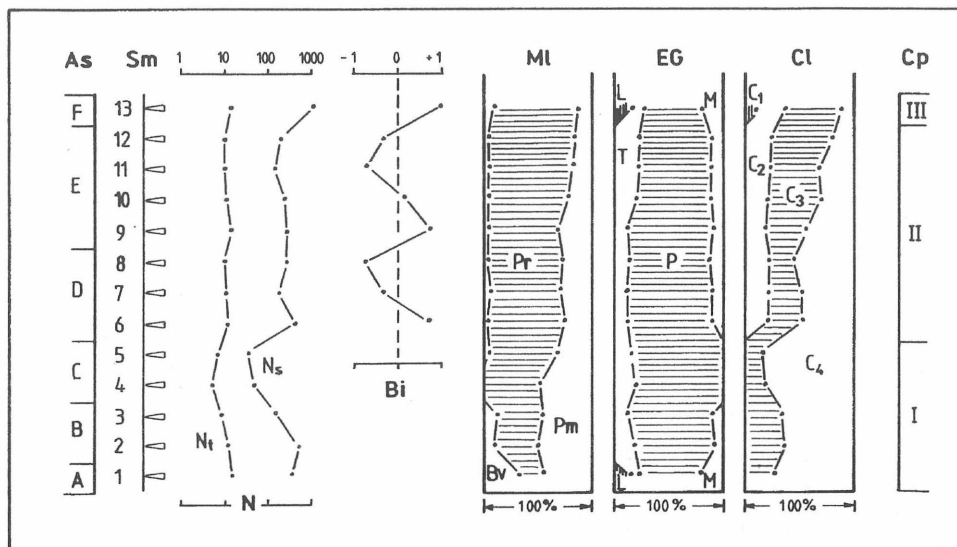 1 10 100 1000
-1 0 +1
As Sm Ml EG Cl Cp
F 13 L M C1 III
12
11 T C2
E 10 C3
9 II
8 Pr P
D 7
6
5 Ns C4
C 4 Bi
3 I
B 2 Nt Pm
A 1 Bv L M
N 100% 100% 100%